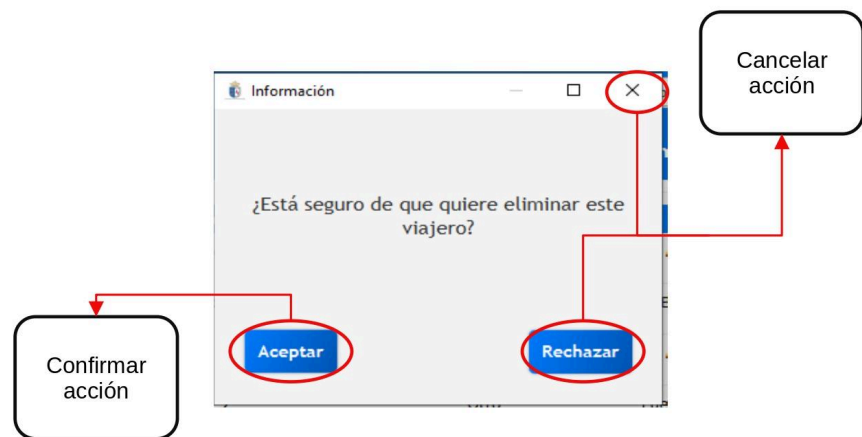 Cancelar
acción
Información
¿Está seguro de que quiere eliminar este
viajero?
Aceptar
Rechazar
Confirmar
acción